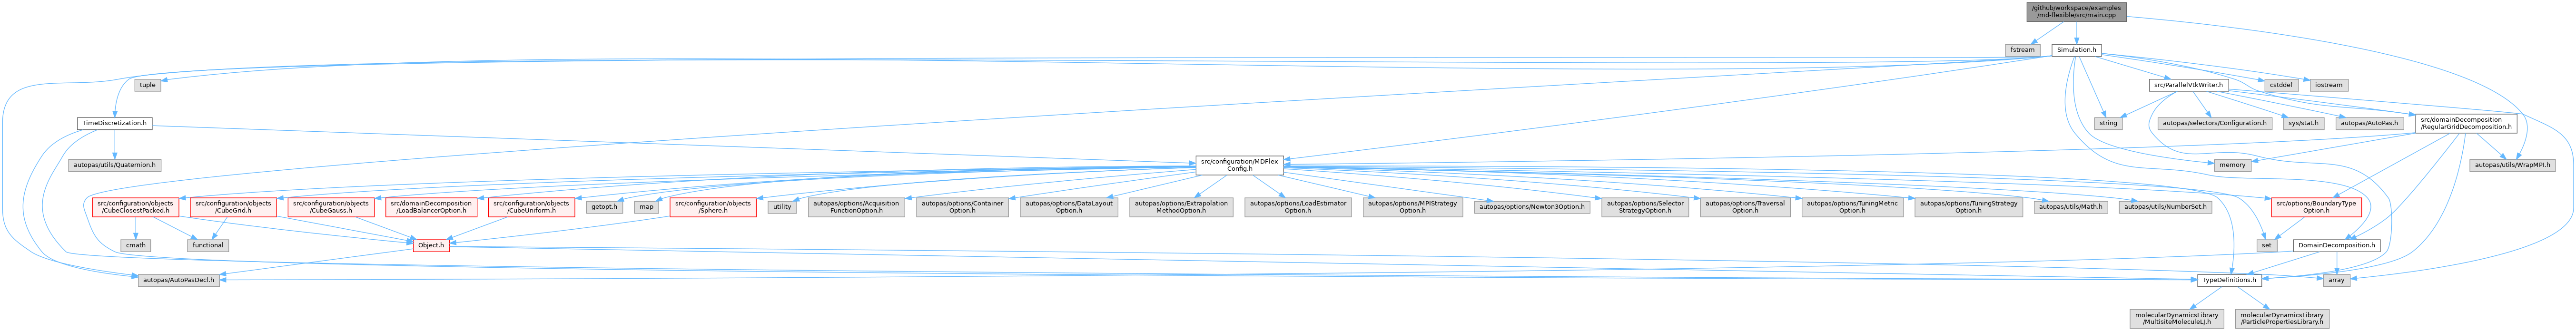 /github/workspace/examples
/md-flexible/src/main.cpp
fstream
Simulation.h
tuple
src/ParallelVtkWriter.h
cstddef
iostream
TimeDiscretization.h
string
autopas/selectors/Configuration.h
sys/stat.h
autopas/AutoPas.h
src/domainDecomposition
/RegularGridDecomposition.h
autopas/utils/Quaternion.h
src/configuration/MDFlex
Config.h
memory
autopas/utils/WrapMPI.h
src/configuration/objects
/CubeClosestPacked.h
src/configuration/objects
/CubeGrid.h
src/configuration/objects
/CubeGauss.h
src/domainDecomposition
/LoadBalancerOption.h
src/configuration/objects
/CubeUniform.h
getopt.h
map
src/configuration/objects
/Sphere.h
utility
autopas/options/Acquisition
FunctionOption.h
autopas/options/Container
Option.h
autopas/options/DataLayout
Option.h
autopas/options/Extrapolation
MethodOption.h
autopas/options/LoadEstimator
Option.h
autopas/options/MPIStrategy
Option.h
autopas/options/Newton3Option.h
autopas/options/Selector
StrategyOption.h
autopas/options/Traversal
Option.h
autopas/options/TuningMetric
Option.h
autopas/options/TuningStrategy
Option.h
autopas/utils/Math.h
autopas/utils/NumberSet.h
src/options/BoundaryType
Option.h
cmath
functional
Object.h
set
DomainDecomposition.h
autopas/AutoPasDecl.h
TypeDefinitions.h
array
molecularDynamicsLibrary
/MultisiteMoleculeLJ.h
molecularDynamicsLibrary
/ParticlePropertiesLibrary.h